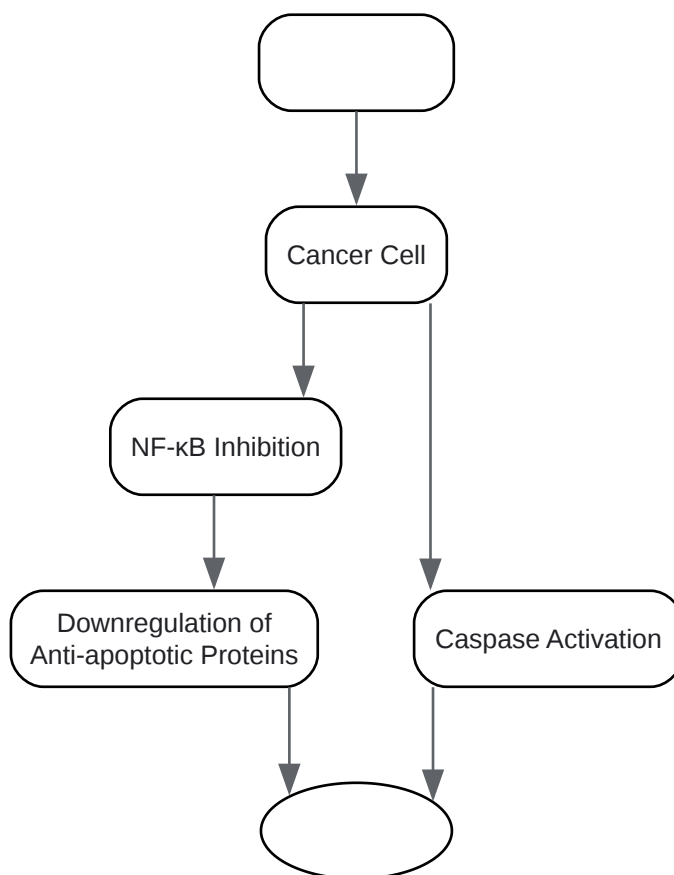 Cancer Cell
NF-κB Inhibition
Downregulation of
Anti-apoptotic Proteins
Caspase Activation